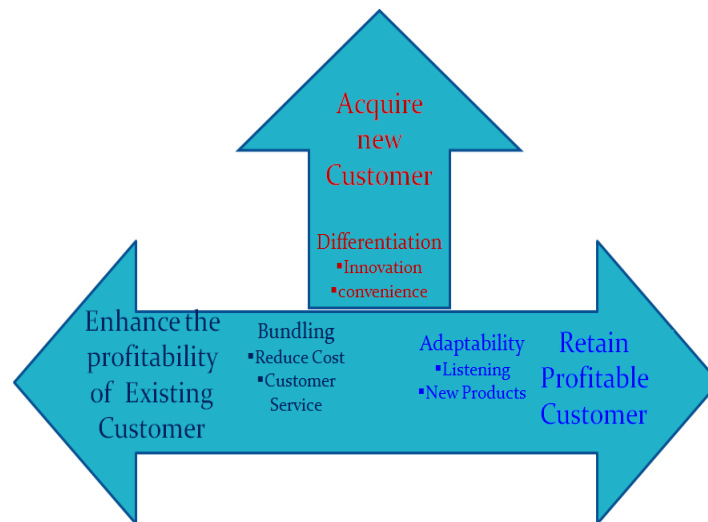 Acquire
new
Customer
Differentiation
▪Innovation
▪convenience
Enhance the
profitability
of Existing
Customer
Bundling
▪Reduce Cost
▪Customer
Service
Adaptability
▪Listening
▪New Products
Retain
Profitable
Customer